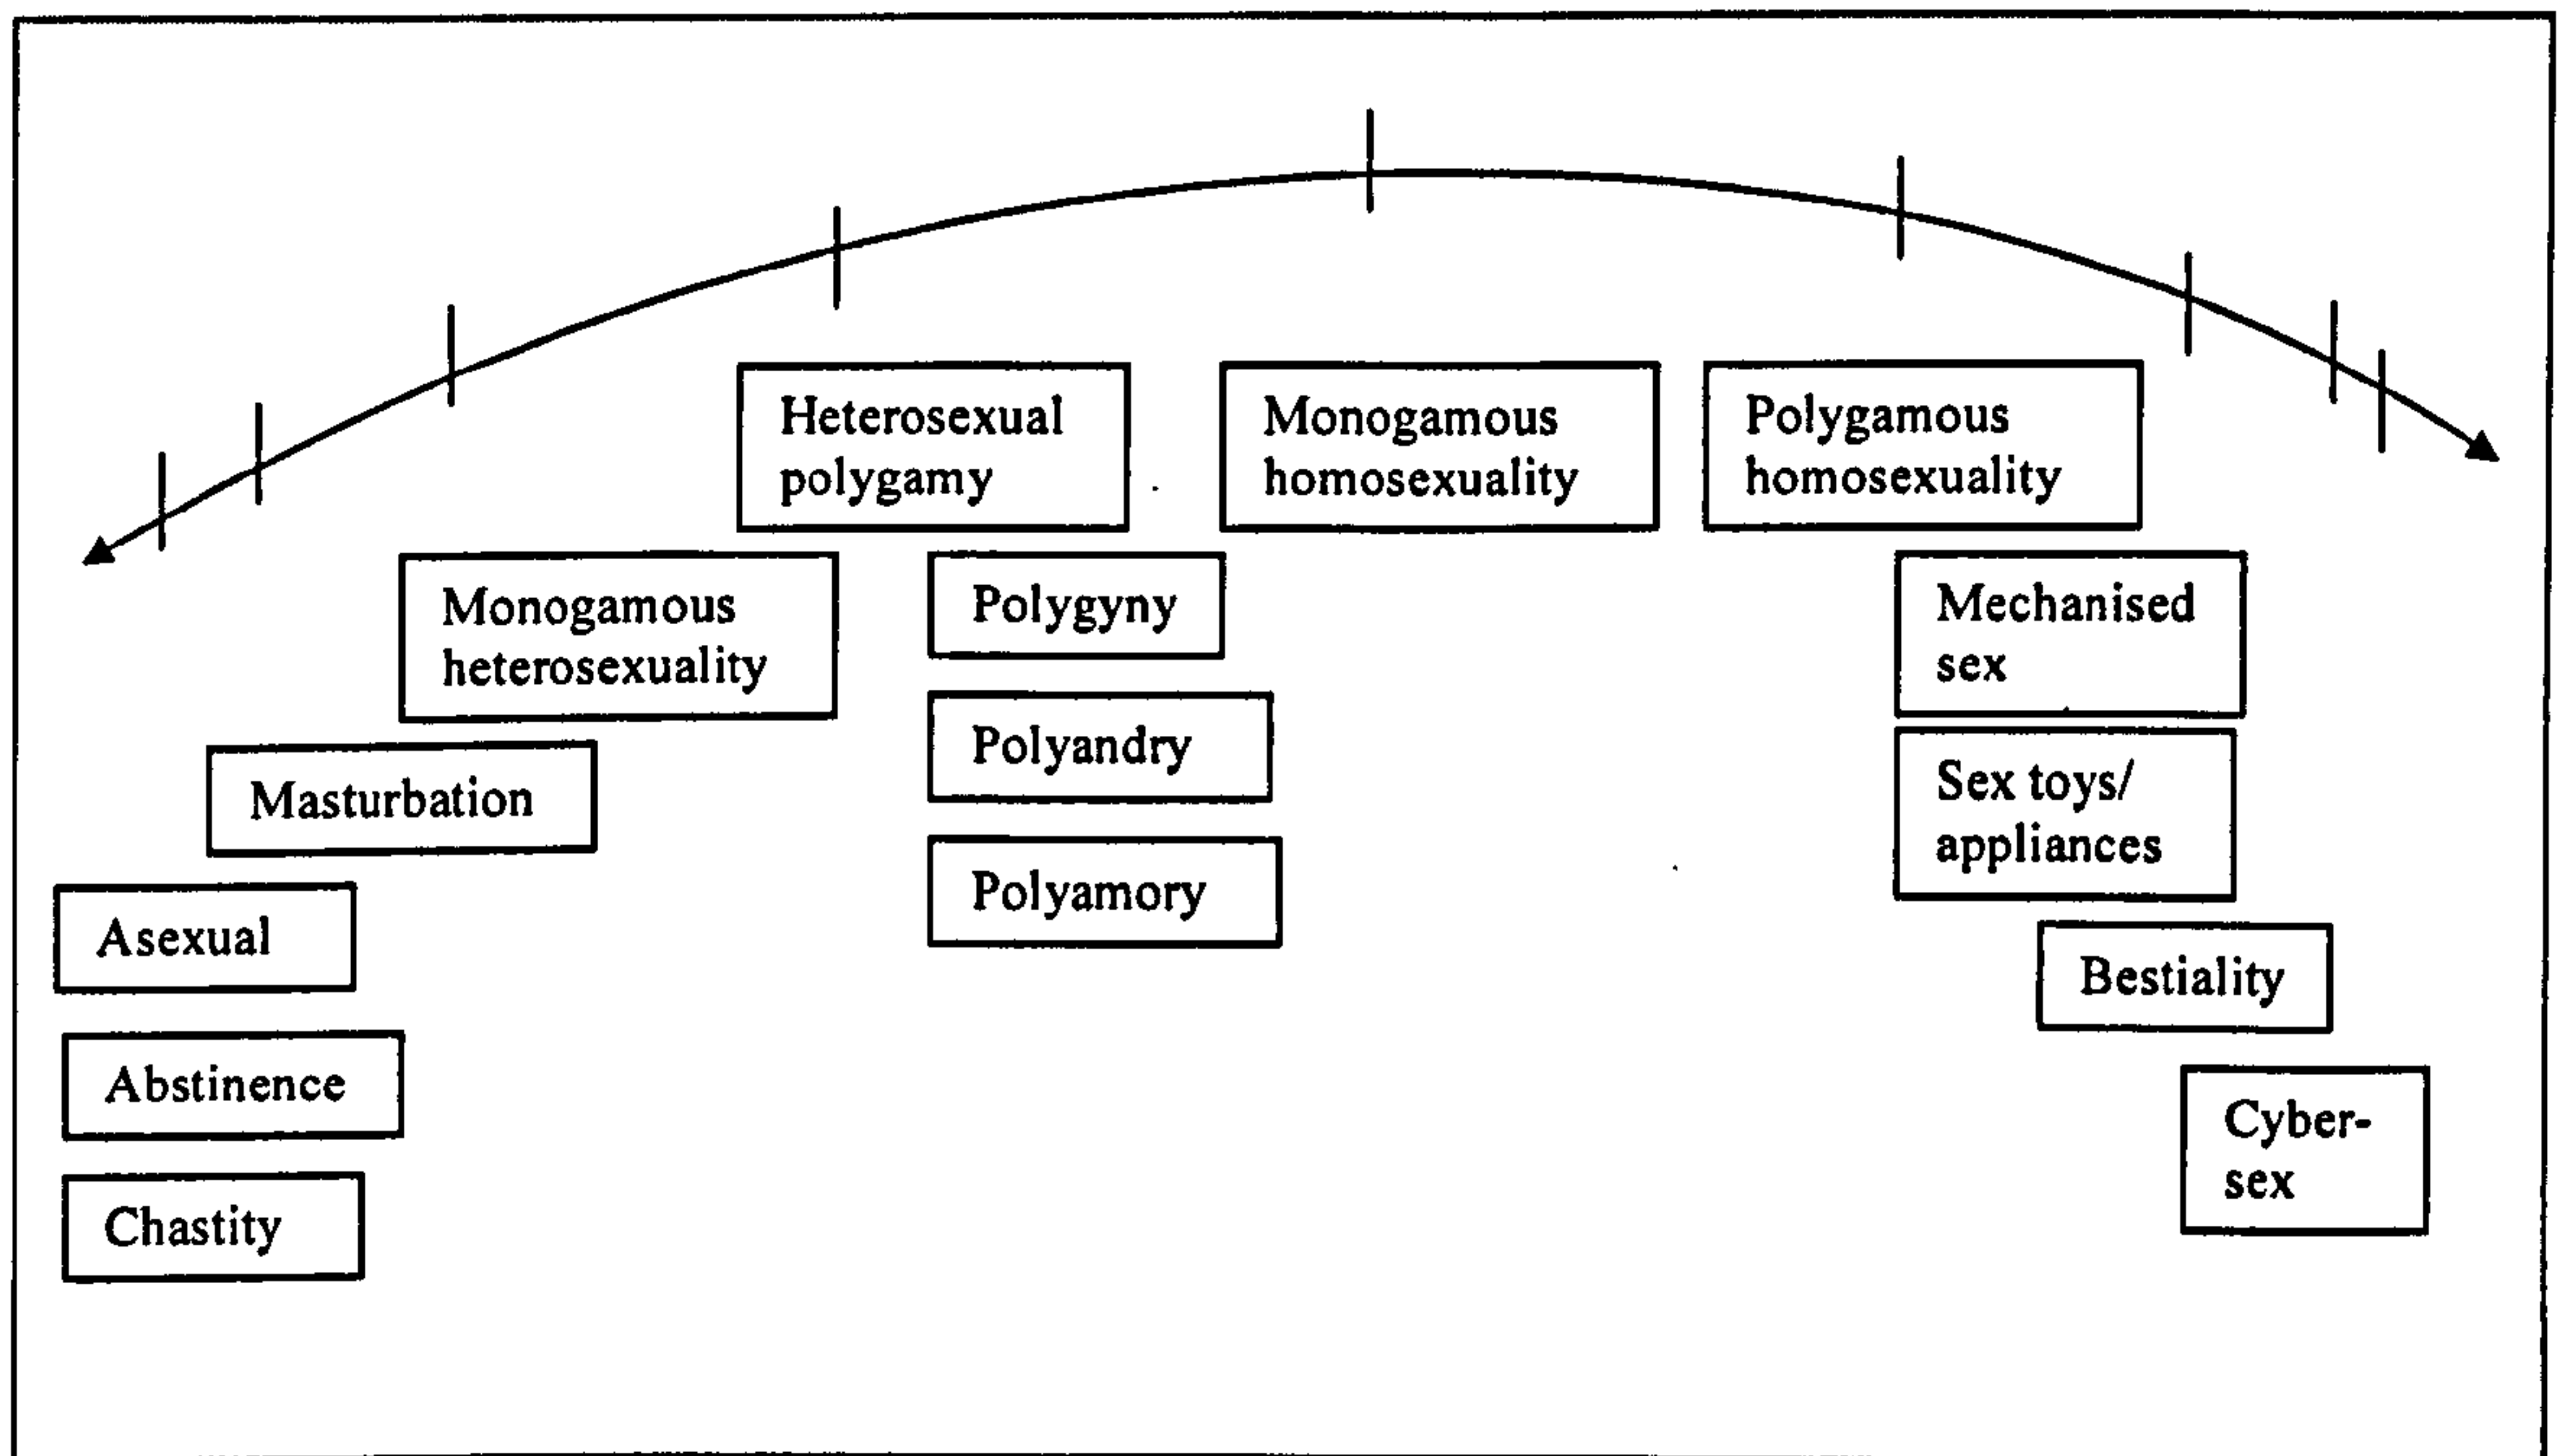 Heterosexual
polygamy
Monogamous
homosexuality
Polygamous
homosexuality
Monogamous
heterosexuality
Polygyny
Mechanised
sex
Polyandry
Masturbation
Sex toys/
appliances
Polyamory
Asexual
Bestiality
Abstinence
Cyber-
sex
Chastity